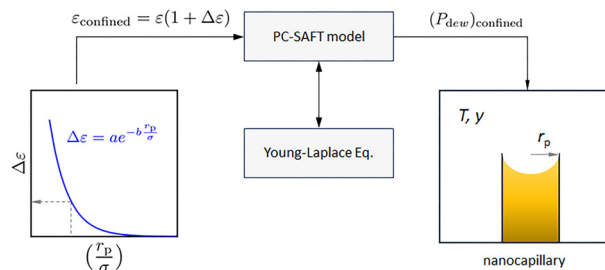 ε_confined = ε(1 + Δε)
PC-SAFT model
(P_dew)_confined
Δε = ae^{-b r_p/σ}
Δε
(r_p/σ)
Young-Laplace Eq.
T, y
r_p
nanocapillary